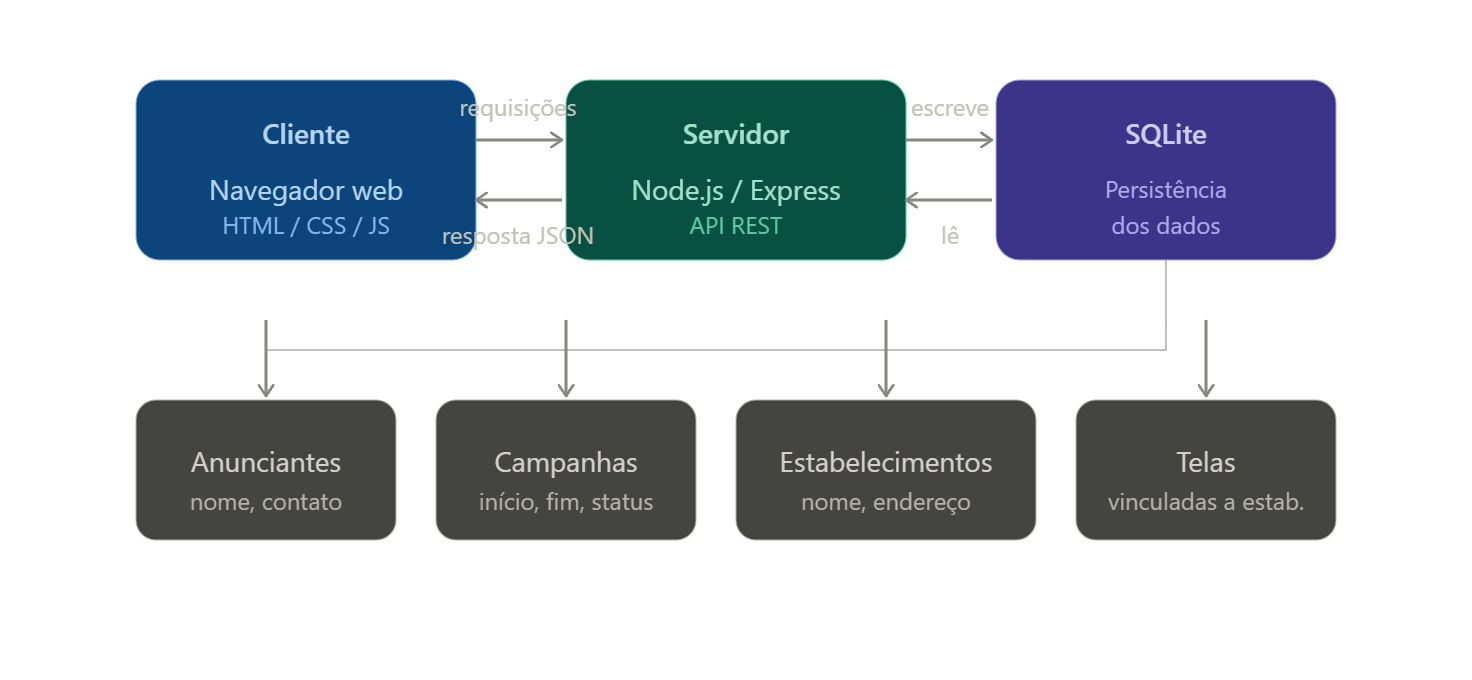 Cliente
Navegador web
HTML / CSS / JS
requisições
resposta JSON
Servidor
Node.js / Express
API REST
escreve
lê
SQLite
Persistência
dos dados
Anunciantes
nome, contato
Campanhas
início, fim, status
Estabelecimentos
nome, endereço
Telas
vinculadas a estab.